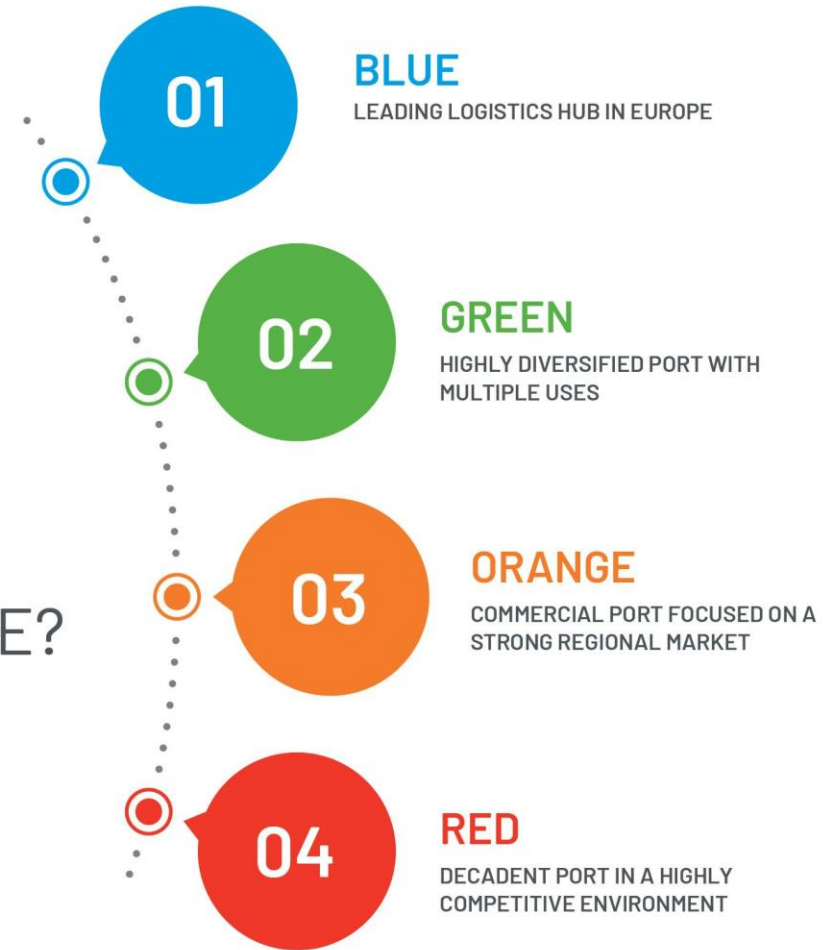 01
BLUE
LEADING LOGISTICS HUB IN EUROPE
02
GREEN
HIGHLY DIVERSIFIED PORT WITH
MULTIPLE USES
E?
03
ORANGE
COMMERCIAL PORT FOCUSED ON A
STRONG REGIONAL MARKET
04
RED
DECADENT PORT IN A HIGHLY
COMPETITIVE ENVIRONMENT